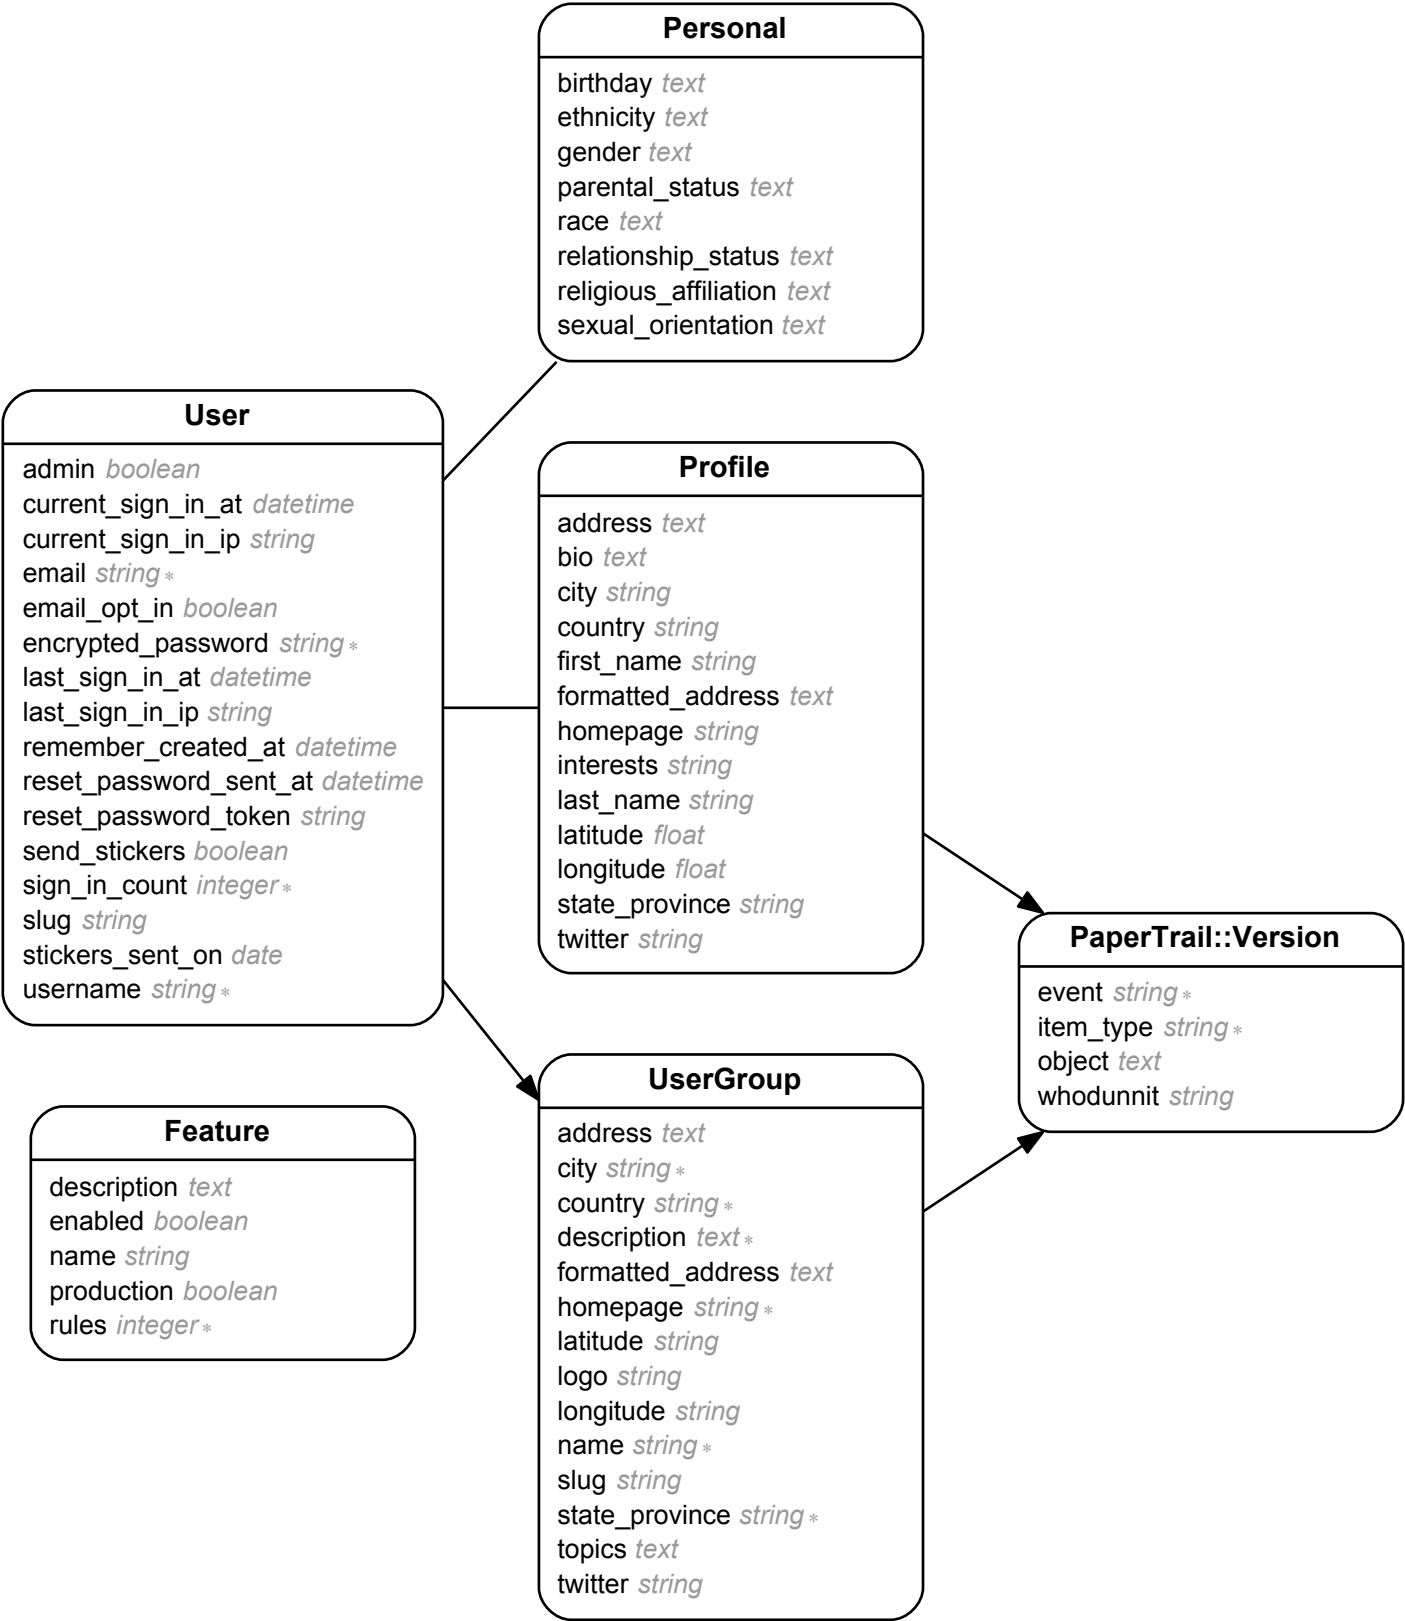 Personal
birthday text
ethnicity text
gender text
parental_status text
race text
relationship_status text
religious_affiliation text
sexual_orientation text
User
admin boolean
current_sign_in_at datetime
current_sign_in_ip string
email string *
email_opt_in boolean
encrypted_password string *
last_sign_in_at datetime
last_sign_in_ip string
remember_created_at datetime
reset_password_sent_at datetime
reset_password_token string
send_stickers boolean
sign_in_count integer *
slug string
stickers_sent_on date
username string *
Profile
address text
bio text
city string
country string
first_name string
formatted_address text
homepage string
interests string
last_name string
latitude float
longitude float
state_province string
twitter string
PaperTrail::Version
event string *
item_type string *
object text
whodunnit string
Feature
description text
enabled boolean
name string
production boolean
rules integer *
UserGroup
address text
city string *
country string *
description text *
formatted_address text
homepage string *
latitude string
logo string
longitude string
name string *
slug string
state_province string *
topics text
twitter string